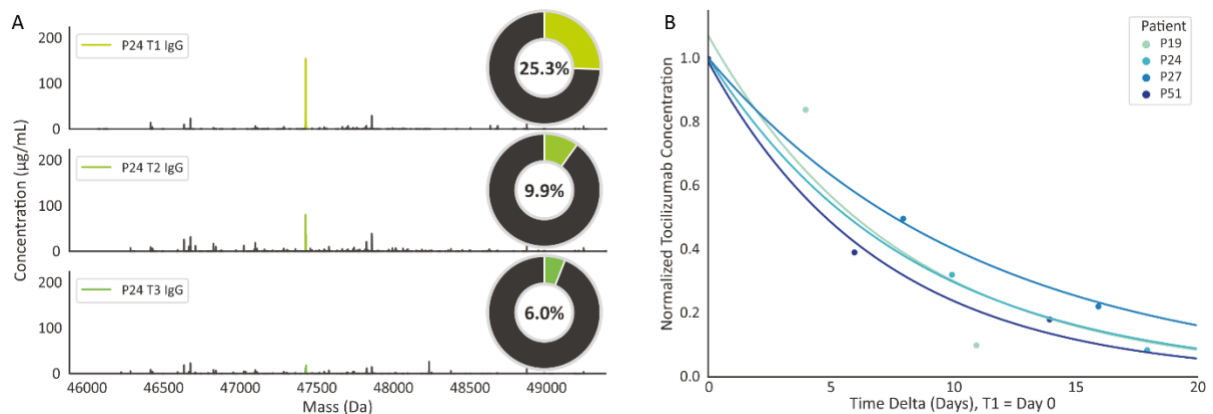 A
Concentration (µg/mL)
200
100
0
P24 T1 IgG
25.3%
200
100
0
P24 T2 IgG
9.9%
200
100
0
P24 T3 IgG
6.0%
46000 46500 47000 47500 48000 48500 49000
Mass (Da)
B
Normalized Tocilizumab Concentration
1.0
0.8
0.6
0.4
0.2
0.0
0 5 10 15 20
Time Delta (Days), T1 = Day 0
Patient
P19
P24
P27
P51